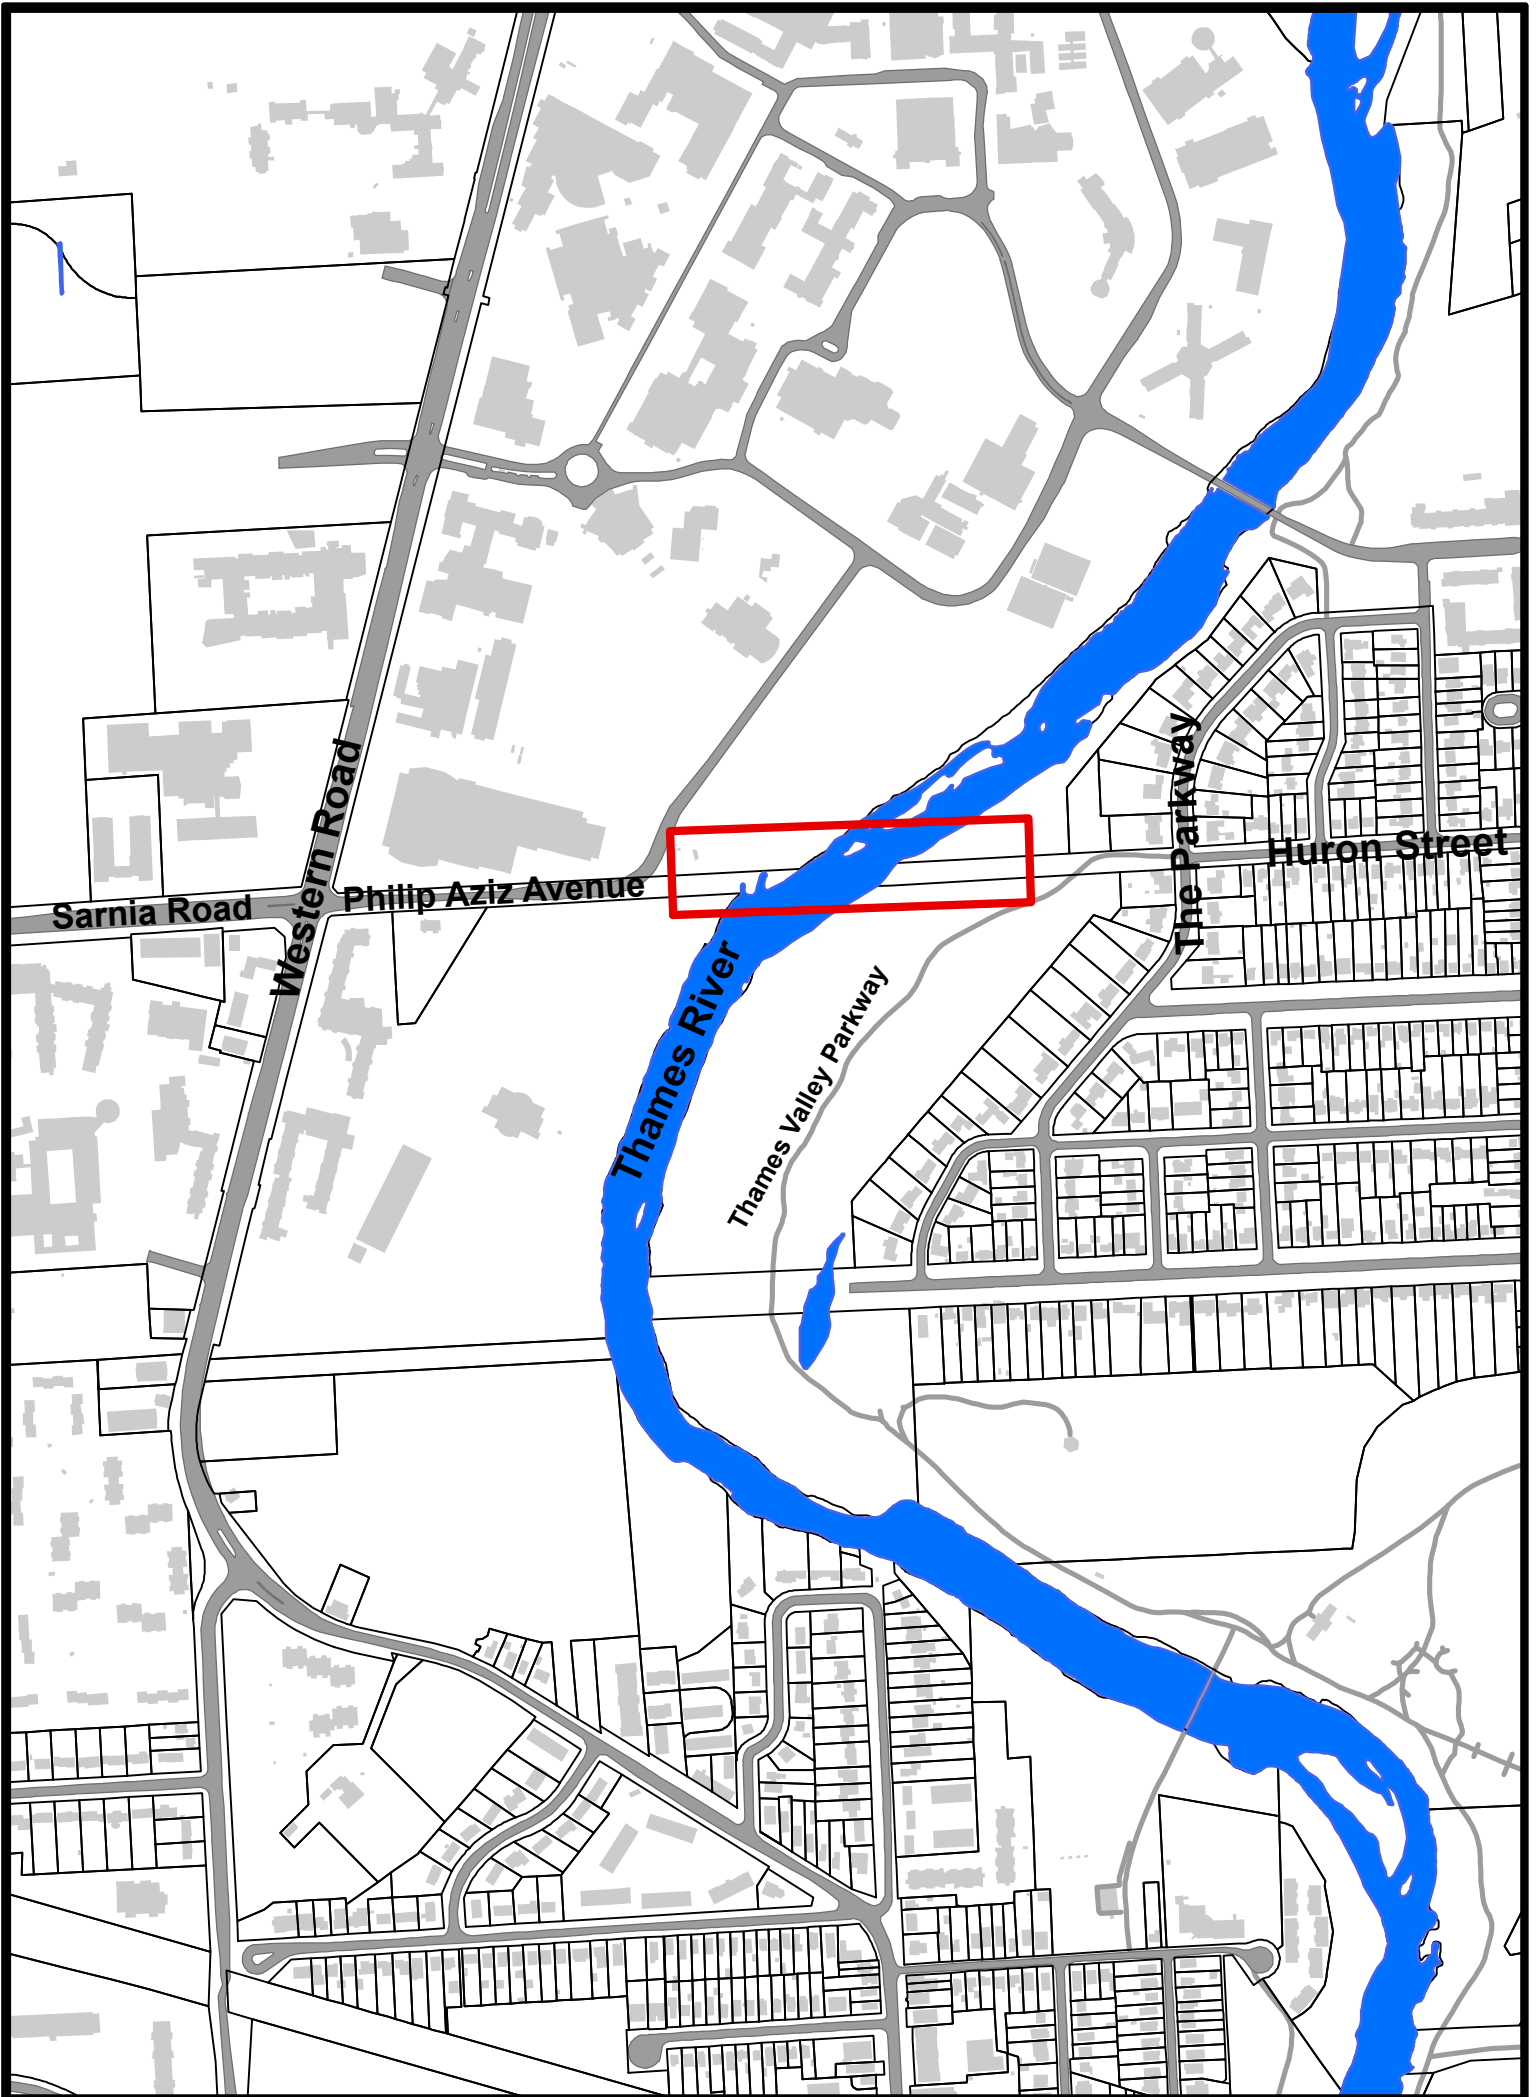 The Parkway
Huron Street
Western Road
Philip Aziz Avenue
Sarnia Road
Thames River
Thames Valley Parkway